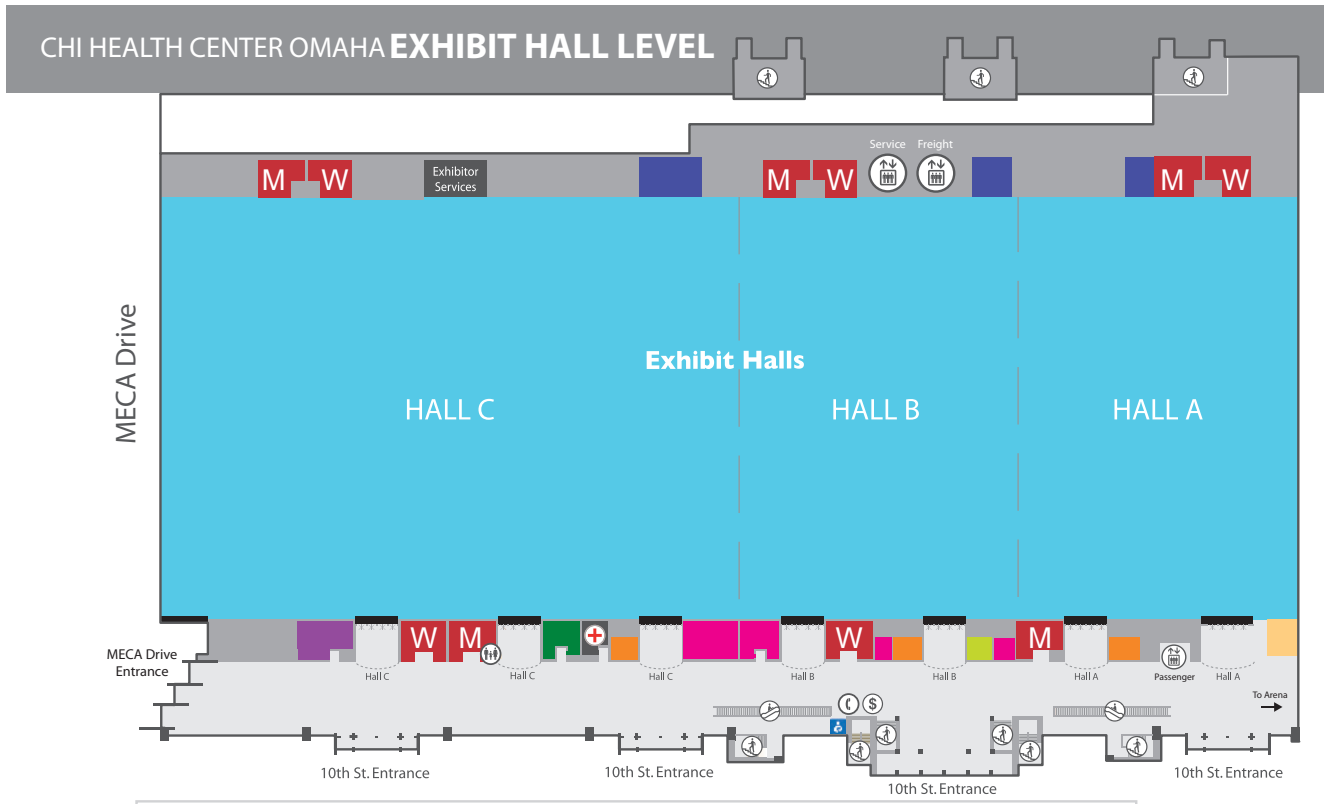 CHI HEALTH CENTER OMAHA EXHIBIT HALL LEVEL
Service Freight
M W
Exhibitor
Services
M W
M W
MECA Drive
Exhibit Halls
HALL C
HALL B
HALL A
W M
W
M
MECA Drive
Entrance
Hall C
Hall C
Hall C
Hall B
Hall B
Hall A
Passenger
Hall A
To Arena
$
10th St. Entrance
10th St. Entrance
10th St. Entrance
10th St. Entrance